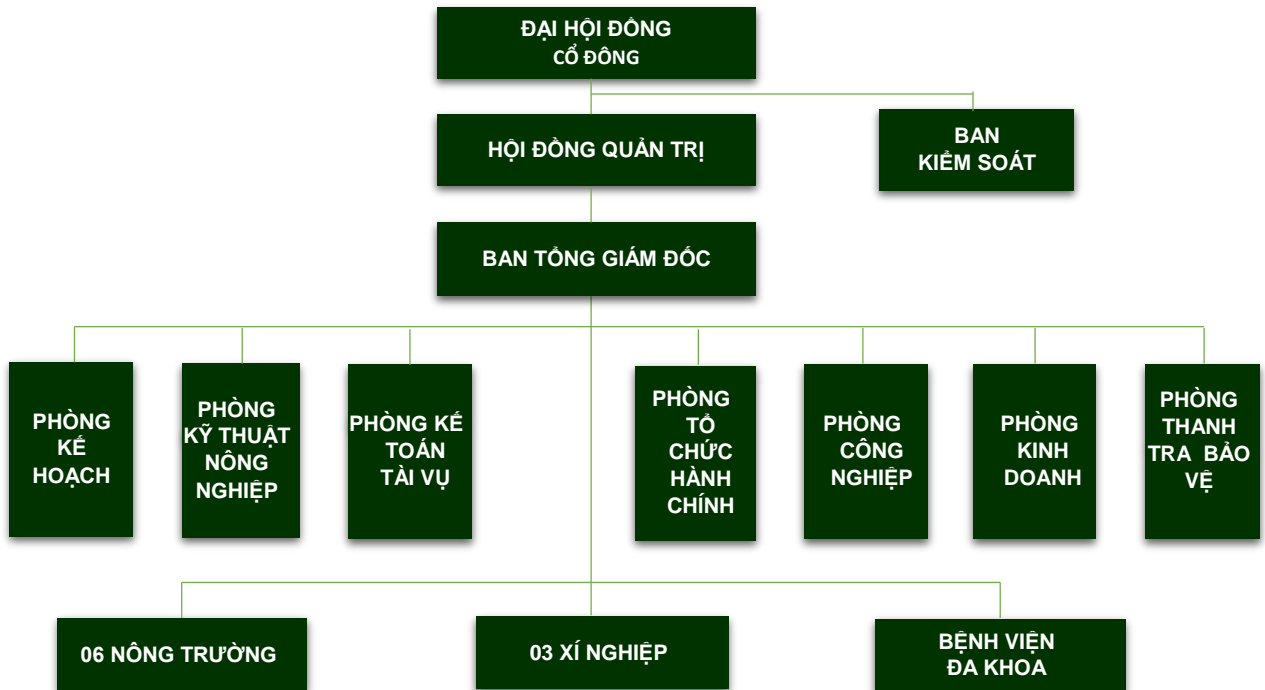 ĐẠI HỘI ĐỒNG
CỔ ĐÔNG
HỘI ĐỒNG QUẢN TRỊ
BAN
KIỂM SOÁT
BAN TỔNG GIÁM ĐỐC
PHÒNG
KẾ
HOẠCH
PHÒNG
KỸ THUẬT
NÔNG
NGHIỆP
PHÒNG KẾ
TOÁN
TÀI VỤ
PHÒNG
TỔ
CHỨC
HÀNH
CHÍNH
PHÒNG
CÔNG
NGHIỆP
PHÒNG
KINH
DOANH
PHÒNG
THANH
TRA BẢO
VỆ
06 NÔNG TRƯỜNG
03 XÍ NGHIỆP
BỆNH VIỆN
ĐA KHOA